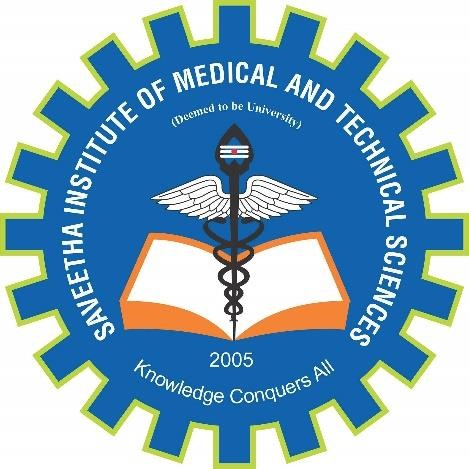 SAVEETHA INSTITUTE OF MEDICAL AND TECHNICAL SCIENCES
(Deemed to be University)
2005
Knowledge Conquers All